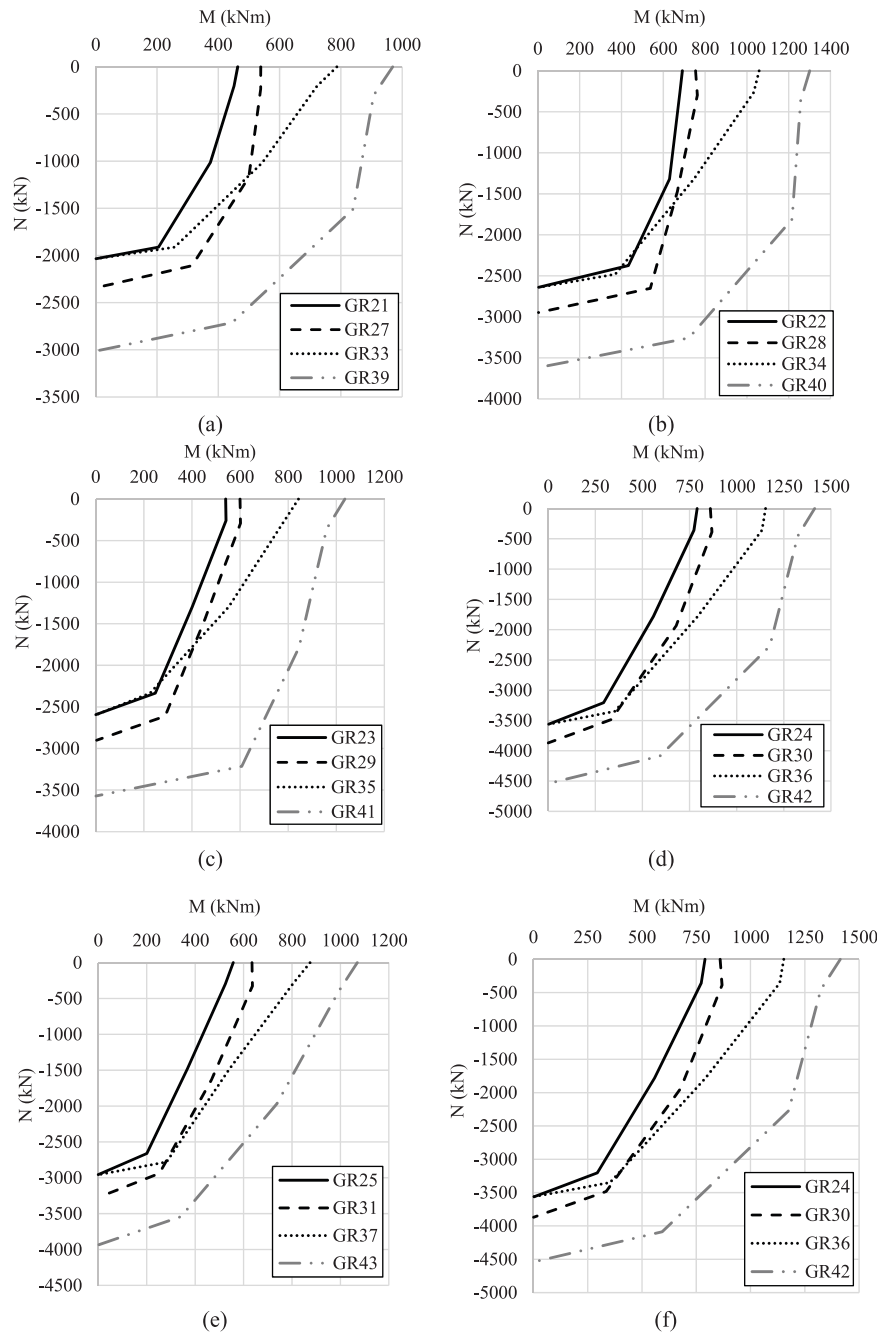 M (kNm)
0 200 400 600 800 1000
0
-500
-1000
-1500
-2000
-2500
-3000
-3500
N (kN)
GR21
GR27
GR33
GR39
(a)
M (kNm)
0 200 400 600 800 1000 1200 1400
0
-500
-1000
-1500
-2000
-2500
-3000
-3500
-4000
N (kN)
GR22
GR28
GR34
GR40
(b)
M (kNm)
0 200 400 600 800 1000 1200
0
-500
-1000
-1500
-2000
-2500
-3000
-3500
-4000
N (kN)
GR23
GR29
GR35
GR41
(c)
M (kNm)
0 250 500 750 1000 1250 1500
0
-500
-1000
-1500
-2000
-2500
-3000
-3500
-4000
-4500
-5000
N (kN)
GR24
GR30
GR36
GR42
(d)
M (kNm)
0 200 400 600 800 1000 1200
0
-500
-1000
-1500
-2000
-2500
-3000
-3500
-4000
-4500
N (kN)
GR25
GR31
GR37
GR43
(e)
M (kNm)
0 250 500 750 1000 1250 1500
0
-500
-1000
-1500
-2000
-2500
-3000
-3500
-4000
-4500
-5000
N (kN)
GR24
GR30
GR36
GR42
(f)